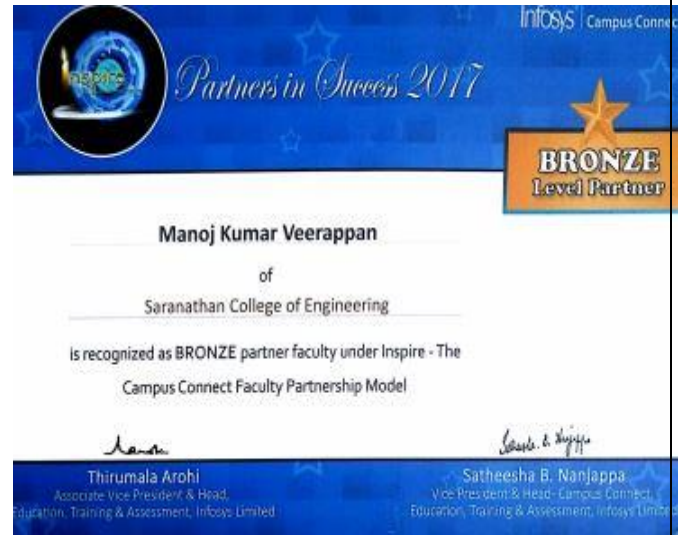 Infosys | Campus Connec
Inspire
Partners in Success 2017
BRONZE
Level Partner
Manoj Kumar Veerappan
of
Saranathan College of Engineering
is recognized as BRONZE partner faculty under Inspire - The
Campus Connect Faculty Partnership Model
Thirumala Arohi
Associate Vice President & Head,
Education, Training & Assessment, Infosys Limited
Satheesha B. Nanjappa
Vice President & Head- Campus Connect,
Education, Training & Assessment, Infosys Limited